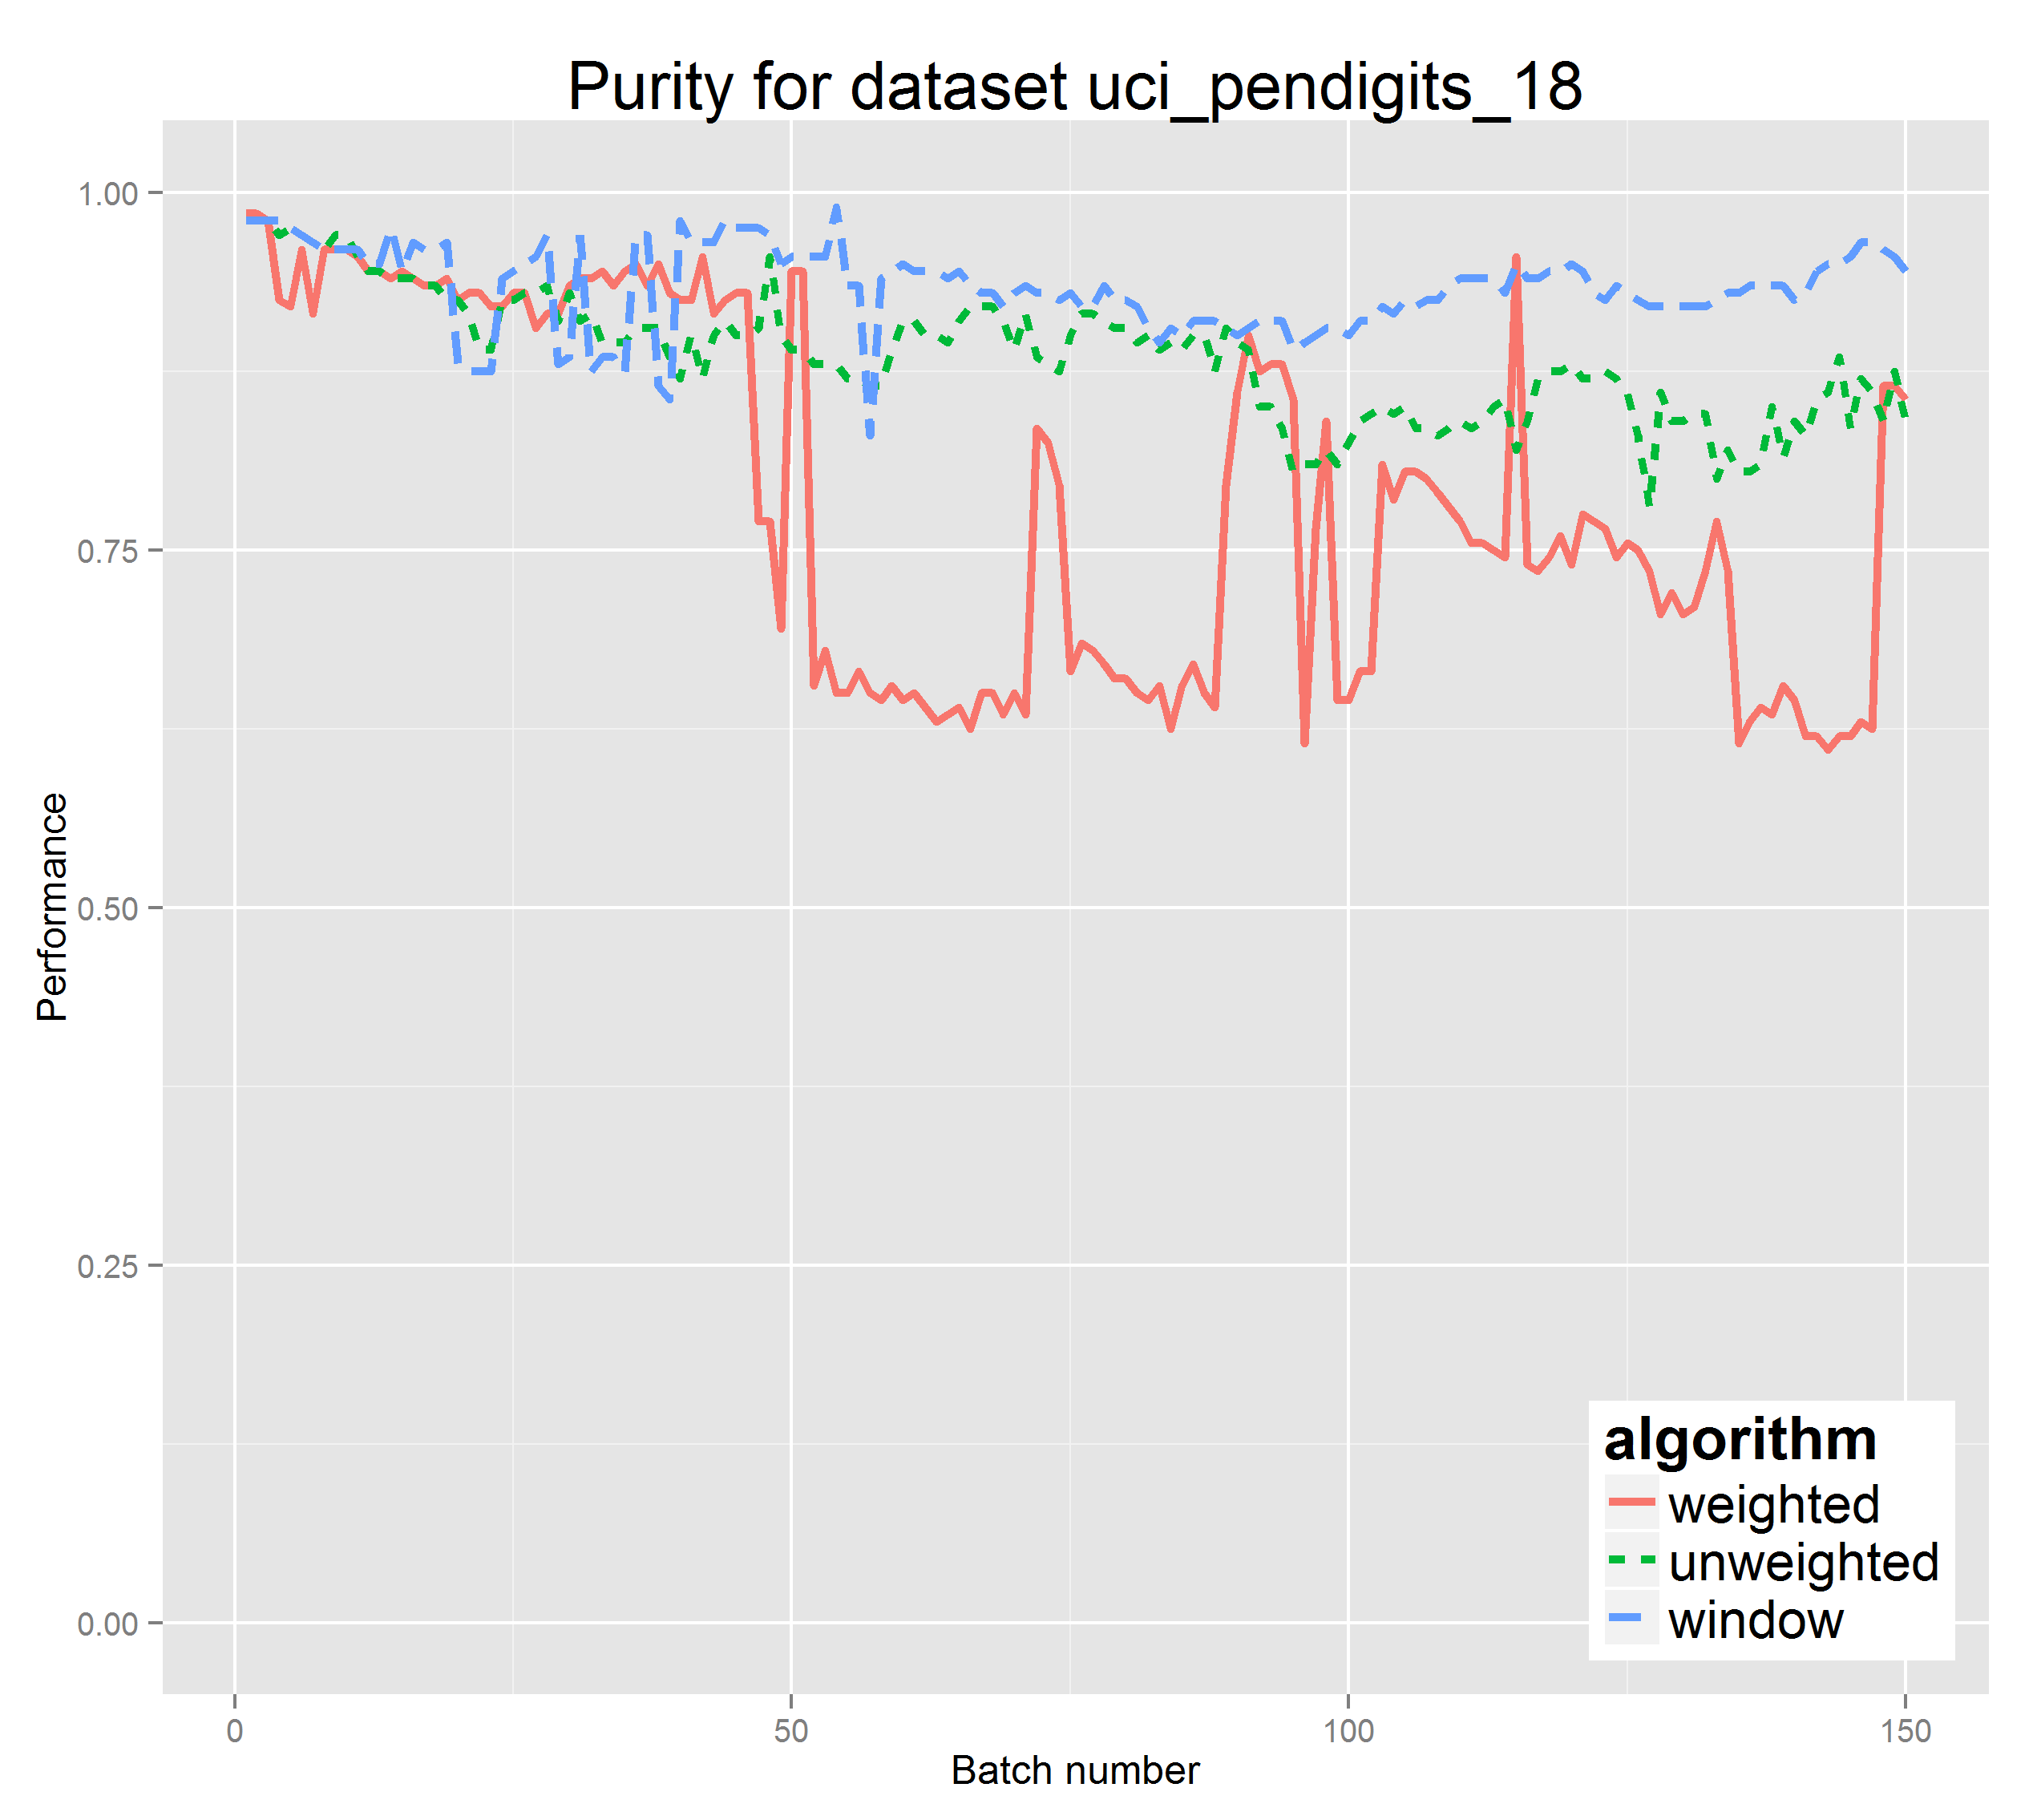 Purity for dataset uci_pendigits_18
1.00
0.75
0.50
0.25
0.00
Performance
0
50
100
150
Batch number
algorithm
weighted
unweighted
window